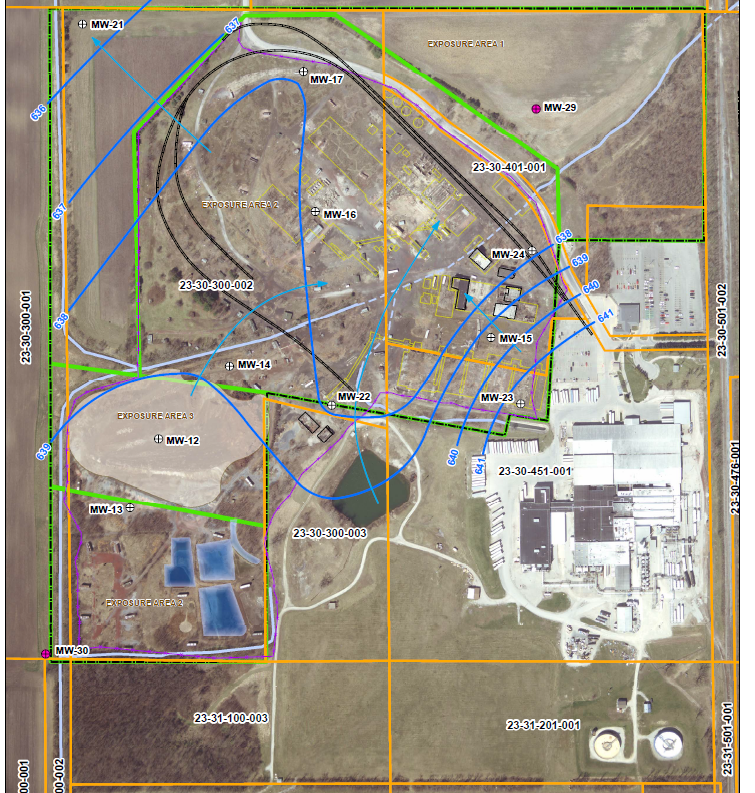 MW-21
637
EXPOSURE AREA 1
636
MW-17
MW-29
23-30-401-001
637
EXPOSURE AREA 2
MW-16
MW-24
638
639
23-30-300-002
640
638
641
23-30-300-001
23-30-501-002
MW-15
MW-14
MW-22
MW-23
EXPOSURE AREA 3
MW-12
639
640
641
23-30-451-001
23-30-476-001
MW-13
23-30-300-003
EXPOSURE AREA 2
MW-30
23-31-100-003
23-31-201-001
23-31-501-001
00-001
00-002